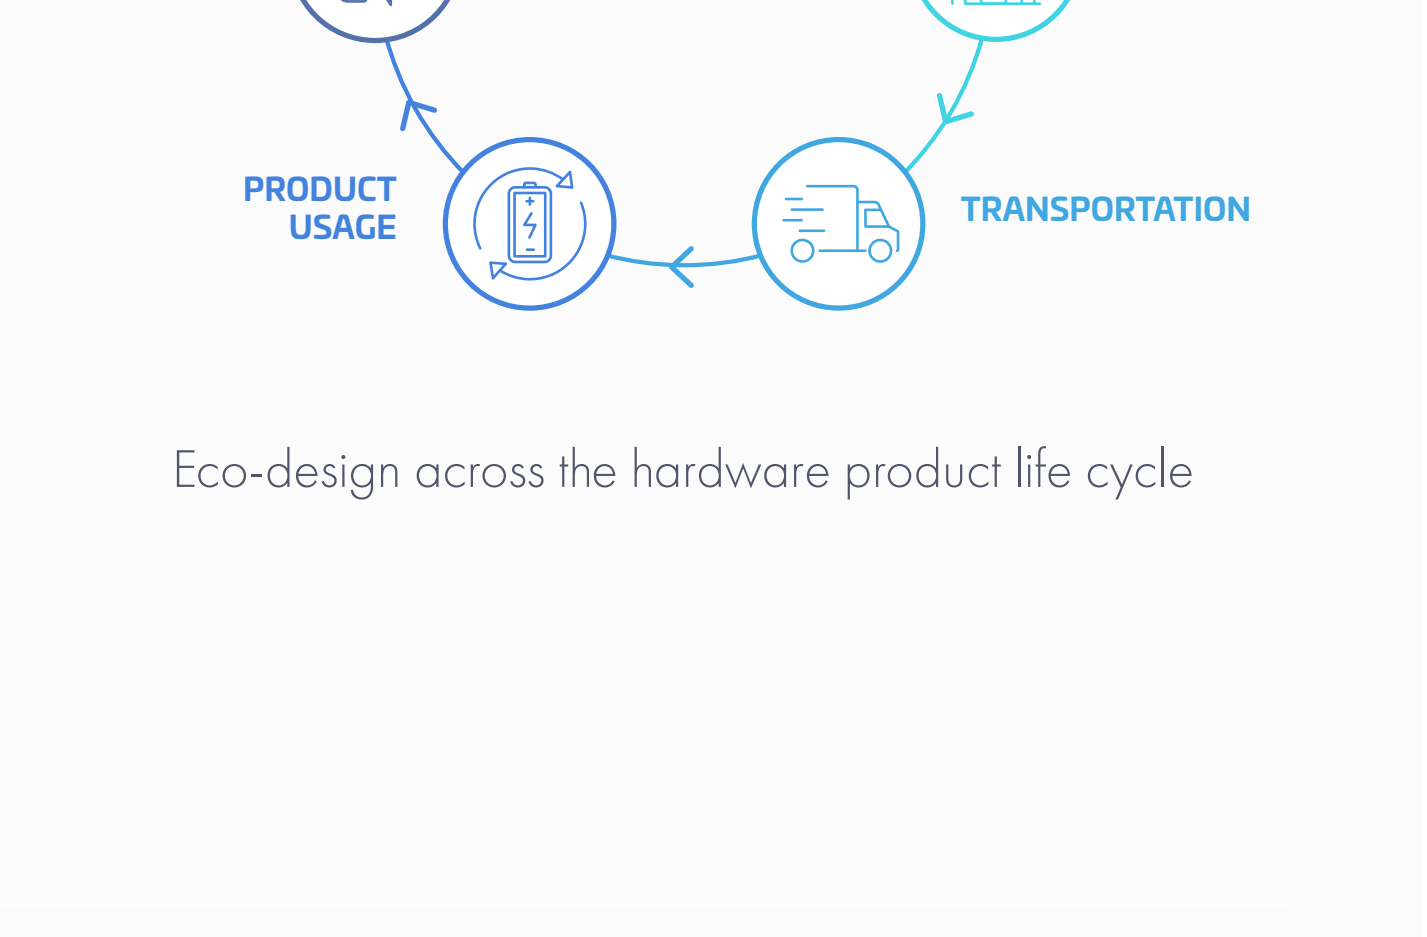 PRODUCT
USAGE
TRANSPORTATION
Eco-design across the hardware product life cycle